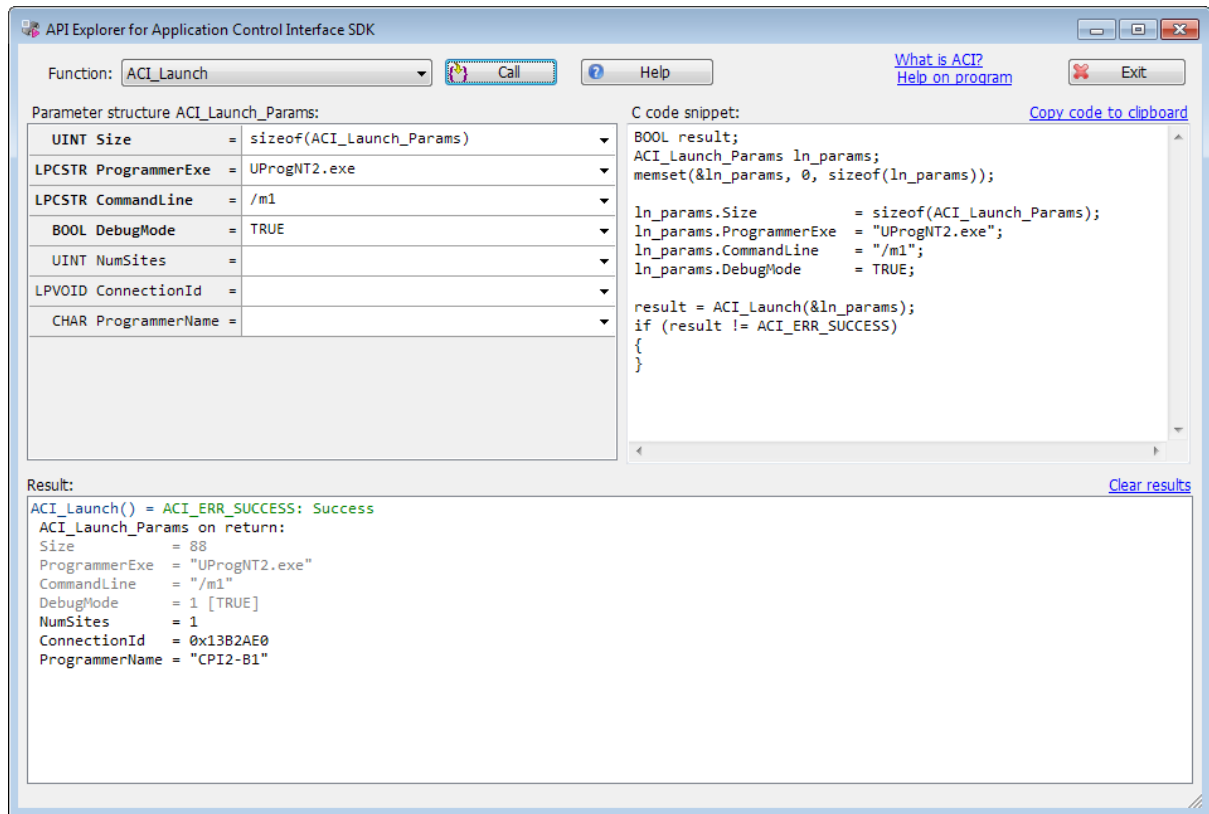 API Explorer for Application Control Interface SDK
Function: ACI_Launch Call Help What is ACI? Exit
Help on program
Parameter structure ACI_Launch_Params:
UINT Size = sizeof(ACI_Launch_Params)
LPCSTR ProgrammerExe = UProgNT2.exe
LPCSTR CommandLine = /m1
BOOL DebugMode = TRUE
UINT NumSites =
LPVOID ConnectionId =
CHAR ProgrammerName =
C code snippet: Copy code to clipboard
BOOL result;
ACI_Launch_Params ln_params;
memset(&ln_params, 0, sizeof(ln_params));
ln_params.Size = sizeof(ACI_Launch_Params);
ln_params.ProgrammerExe = "UProgNT2.exe";
ln_params.CommandLine = "/m1";
ln_params.DebugMode = TRUE;
result = ACI_Launch(&ln_params);
if (result != ACI_ERR_SUCCESS)
{
}
Result: Clear results
ACI_Launch() = ACI_ERR_SUCCESS: Success
ACI_Launch_Params on return:
Size = 88
ProgrammerExe = "UProgNT2.exe"
CommandLine = "/m1"
DebugMode = 1 [TRUE]
NumSites = 1
ConnectionId = 0x13B2AE0
ProgrammerName = "CPI2-B1"